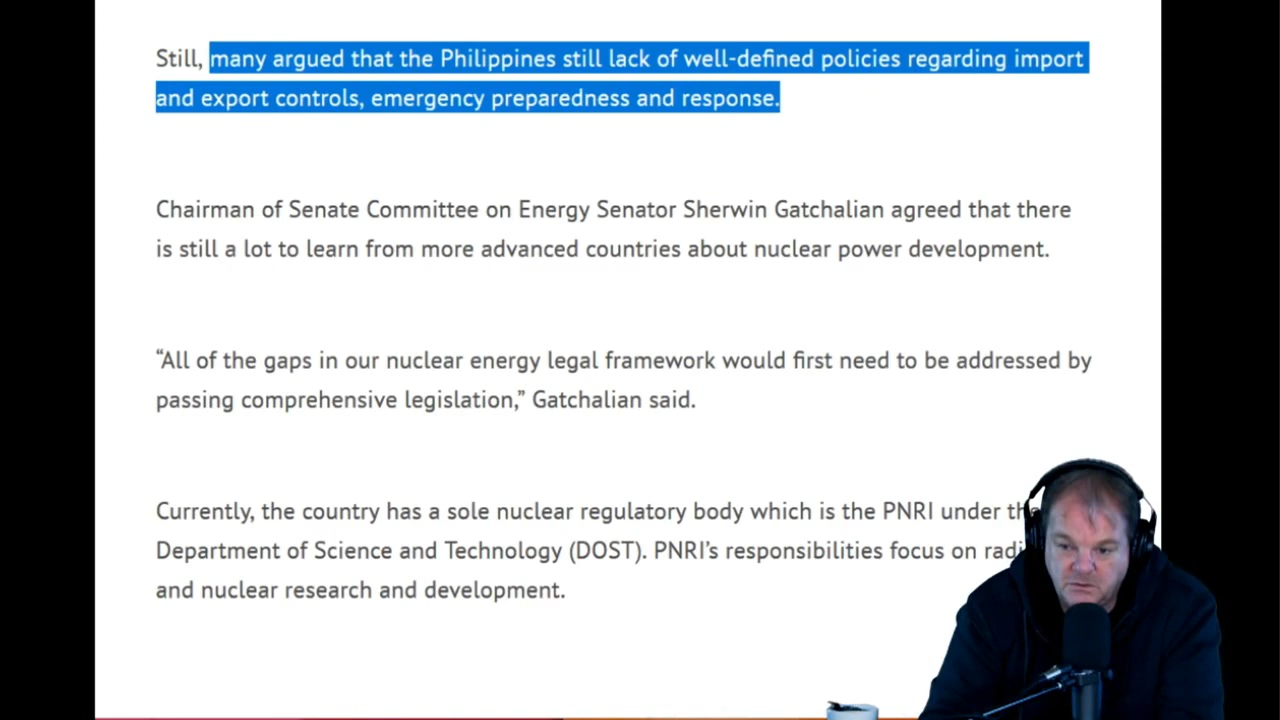 Still, many argued that the Philippines still lack of well-defined policies regarding import
and export controls, emergency preparedness and response.
Chairman of Senate Committee on Energy Senator Sherwin Gatchalian agreed that there
is still a lot to learn from more advanced countries about nuclear power development.
“All of the gaps in our nuclear energy legal framework would first need to be addressed by
passing comprehensive legislation,” Gatchalian said.
Currently, the country has a sole nuclear regulatory body which is the PNRI under the
Department of Science and Technology (DOST). PNRI’s responsibilities focus on
and nuclear research and development.